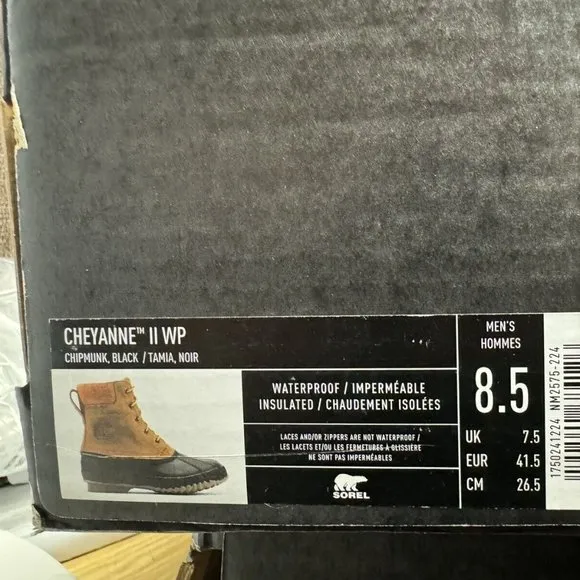 CHEYANNE™ II WP
CHIPMUNK, BLACK / TAMIA, NOIR
WATERPROOF / IMPERMÉABLE
INSULATED / CHAUDEMENT ISOLÉES
LACES AND/OR ZIPPERS ARE NOT WATERPROOF /
LES LACETS ET/OU LES FERMETURES À GLISSIÈRE
NE SONT PAS IMPERMÉABLES
SOREL
MEN'S
HOMMES
8.5
UK 7.5
EUR 41.5
CM 26.5
1750241224 NM2575-224